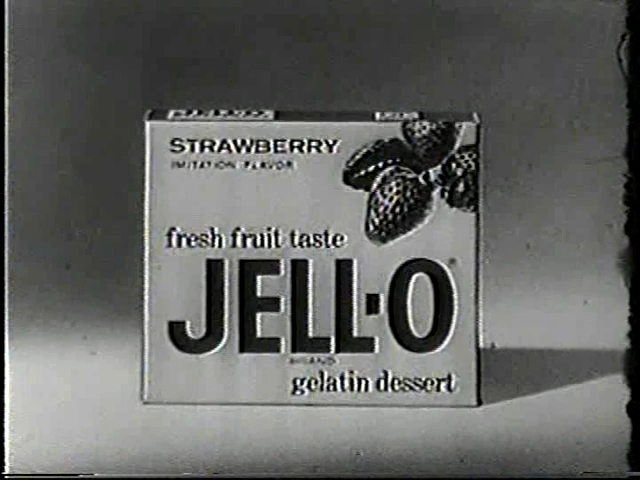 STRAWBERRY
IMITATION FLAVOR
fresh fruit taste
JELL-O
BRAND
gelatin dessert